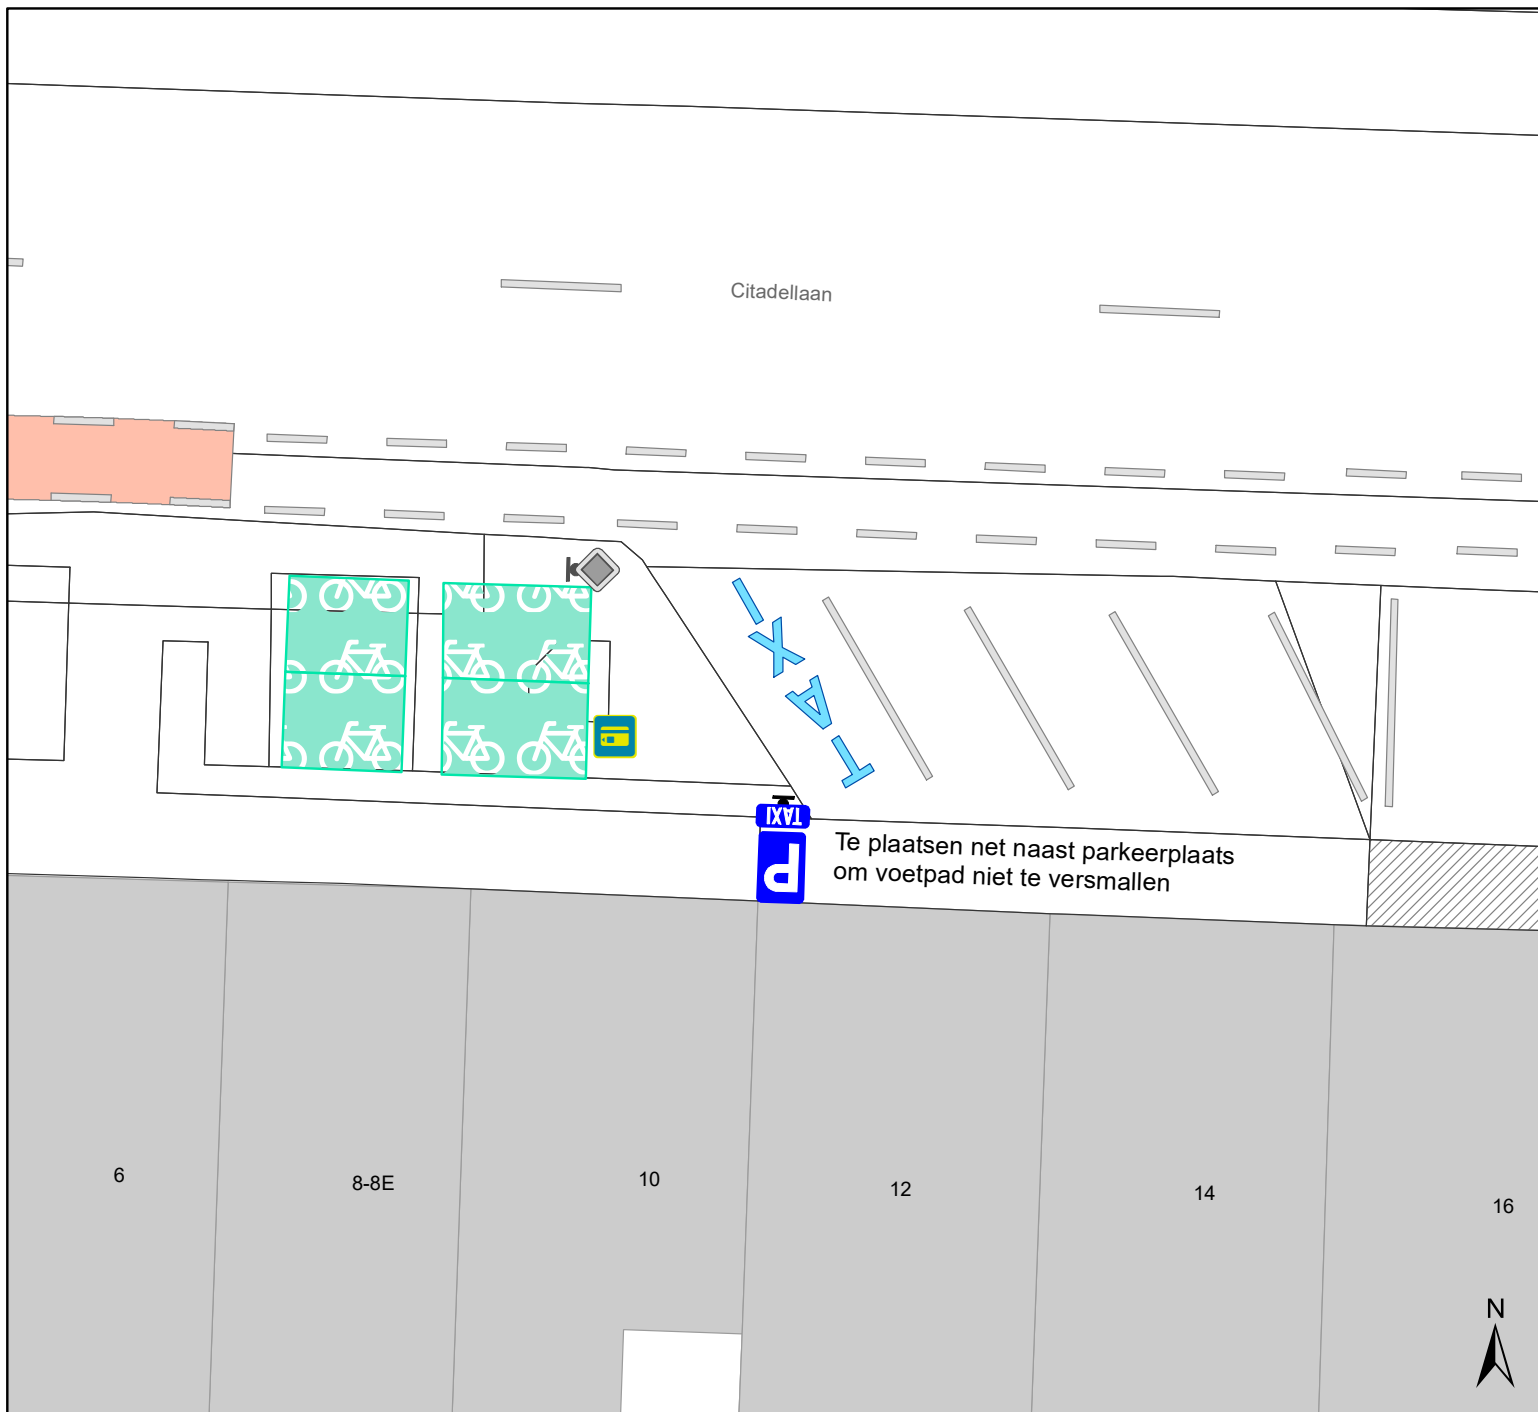 Citadellaan
TAXI
TAXI
P
Te plaatsen net naast parkeerplaats
om voetpad niet te versmallen
6
8-8E
10
12
14
16
N